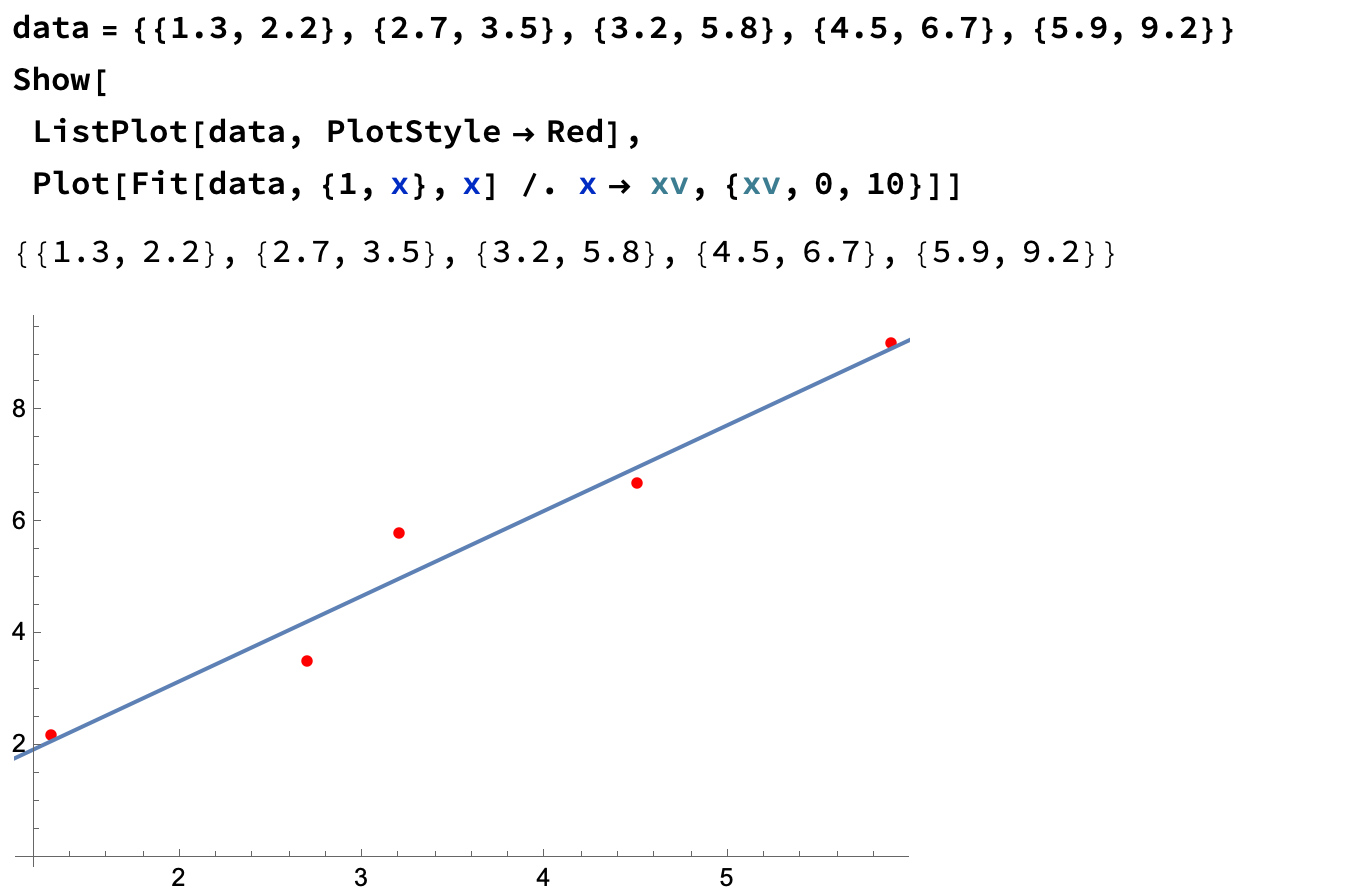 data = {{1.3, 2.2}, {2.7, 3.5}, {3.2, 5.8}, {4.5, 6.7}, {5.9, 9.2}}
Show[
ListPlot[data, PlotStyle → Red],
Plot[Fit[data, {1, x}, x] /. x → xv, {xv, 0, 10}]]
{{1.3, 2.2}, {2.7, 3.5}, {3.2, 5.8}, {4.5, 6.7}, {5.9, 9.2}}
8
6
4
2
2 3 4 5